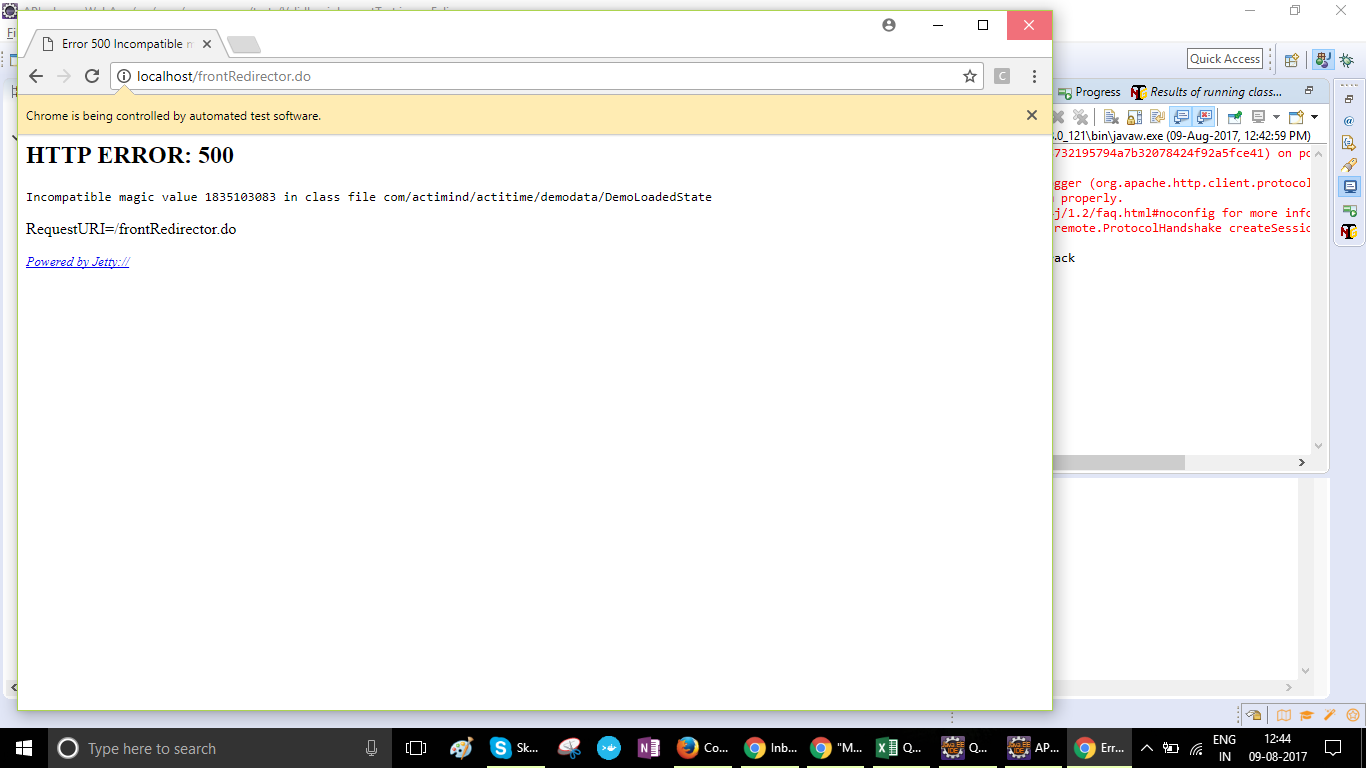 Error 500 Incompatible
localhost/frontRedirector.do
Chrome is being controlled by automated test software.
HTTP ERROR: 500
Incompatible magic value 1835103083 in class file com/actimind/actitime/demodata/DemoLoadedState
RequestURI=/frontRedirector.do
Powered by Jetty://
Quick Access
Progress
Results of running class...
3.0_121\bin\javaw.exe (09-Aug-2017, 12:42:59 PM)
732195794a7b32078424f92a5fce41) on po
gger (org.apache.http.client.protocol
properly.
j/1.2/faq.html#noconfig for more info
remote.ProtocolHandshake createSessio
ack
Type here to search
Sk...
Co...
Inb...
"M...
Q...
Q...
AP...
Err...
ENG
IN
12:44
09-08-2017